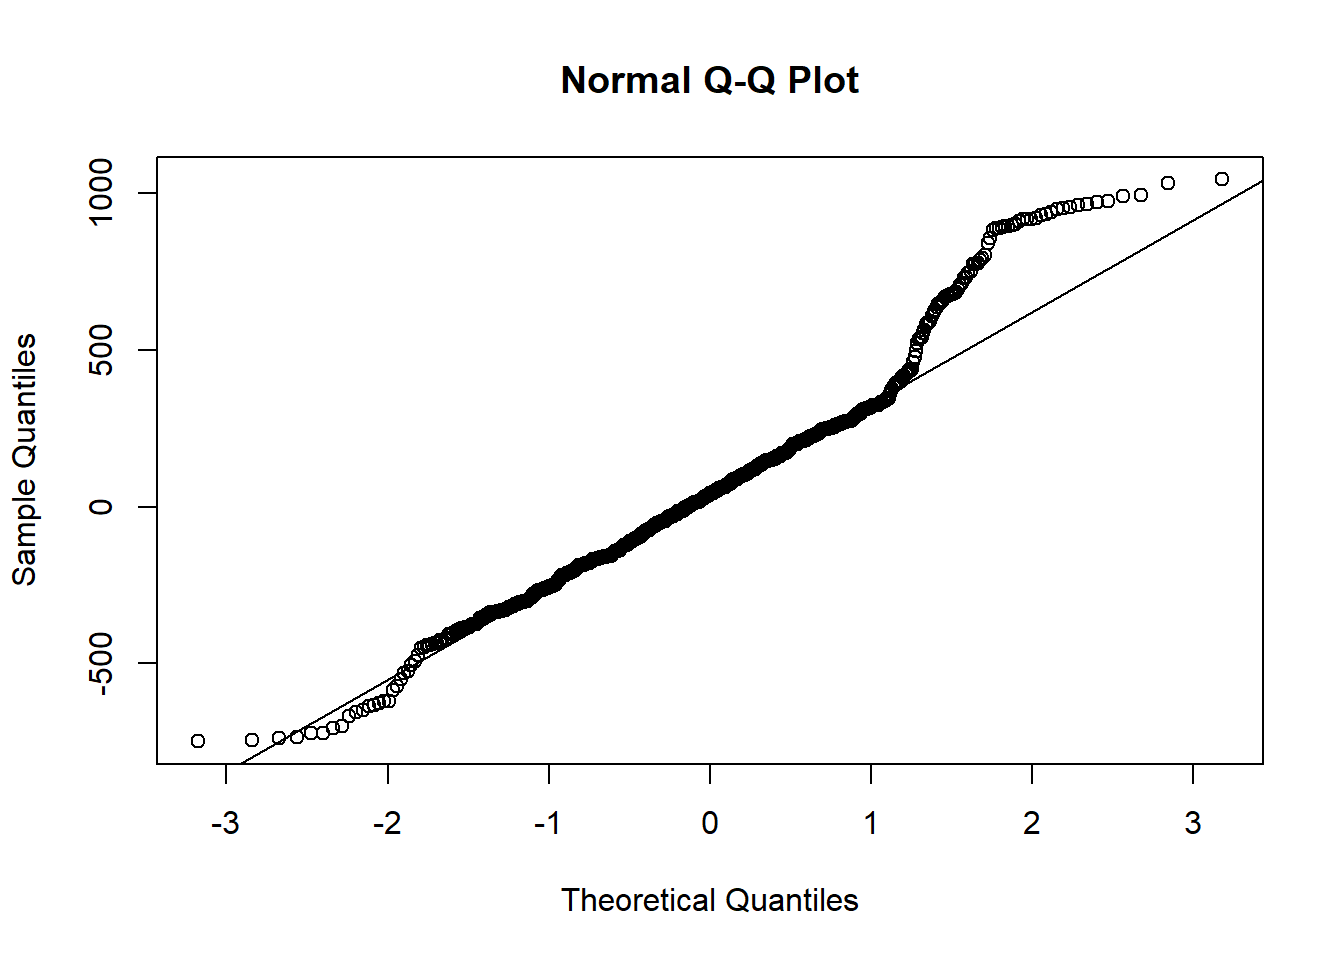 Normal Q-Q Plot
1000
500
0
-500
Sample Quantiles
-3 -2 -1 0 1 2 3
Theoretical Quantiles